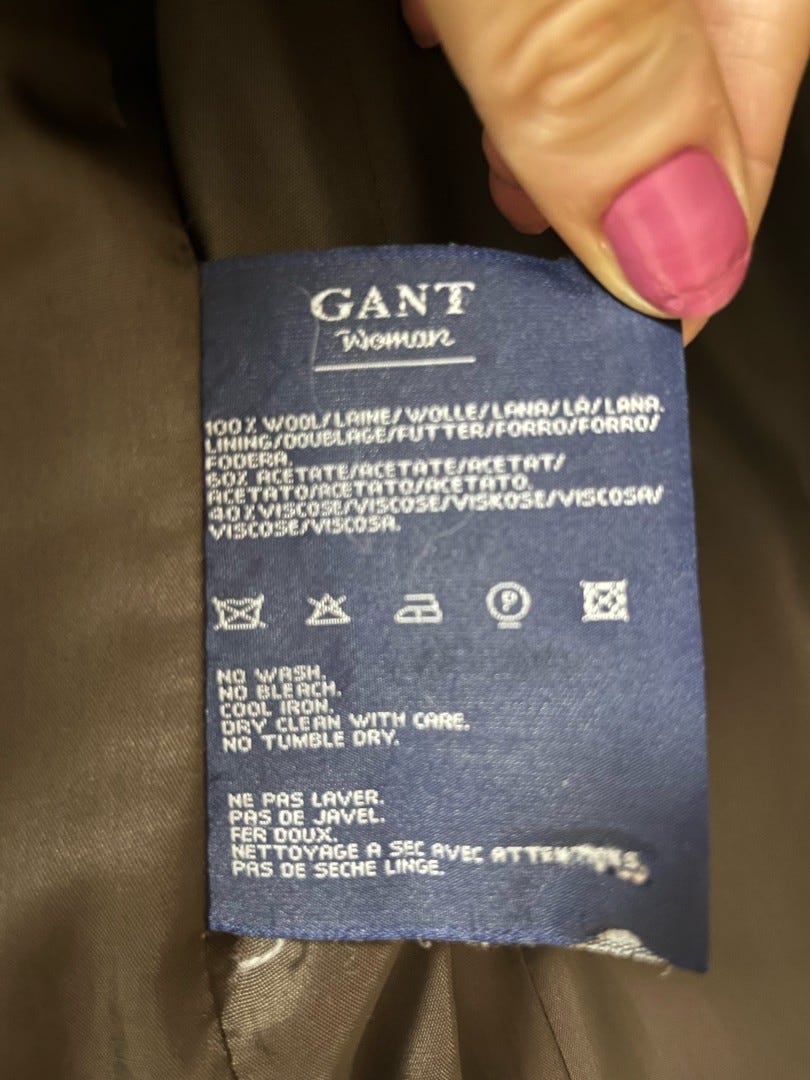 GANT
Woman
100% WOOL/LAINE/WOLLE/LANA/LÃ/LANA.
LINING/DOUBLAGE/FUTTER/FORRO/FORRO/
FODERA.
60% ACETATE/ACETATE/ACETAT/
ACETATO/ACETATO/ACETATO.
40% VISCOSE/VISCOSE/VISKOSE/VISCOSA/
VISCOSE/VISCOSA.
P
NO WASH.
NO BLEACH.
COOL IRON.
DRY CLEAN WITH CARE.
NO TUMBLE DRY.
NE PAS LAVER.
PAS DE JAVEL.
FER DOUX.
NETTOYAGE A SEC AVEC ATTENTIONS.
PAS DE SECHE LINGE.